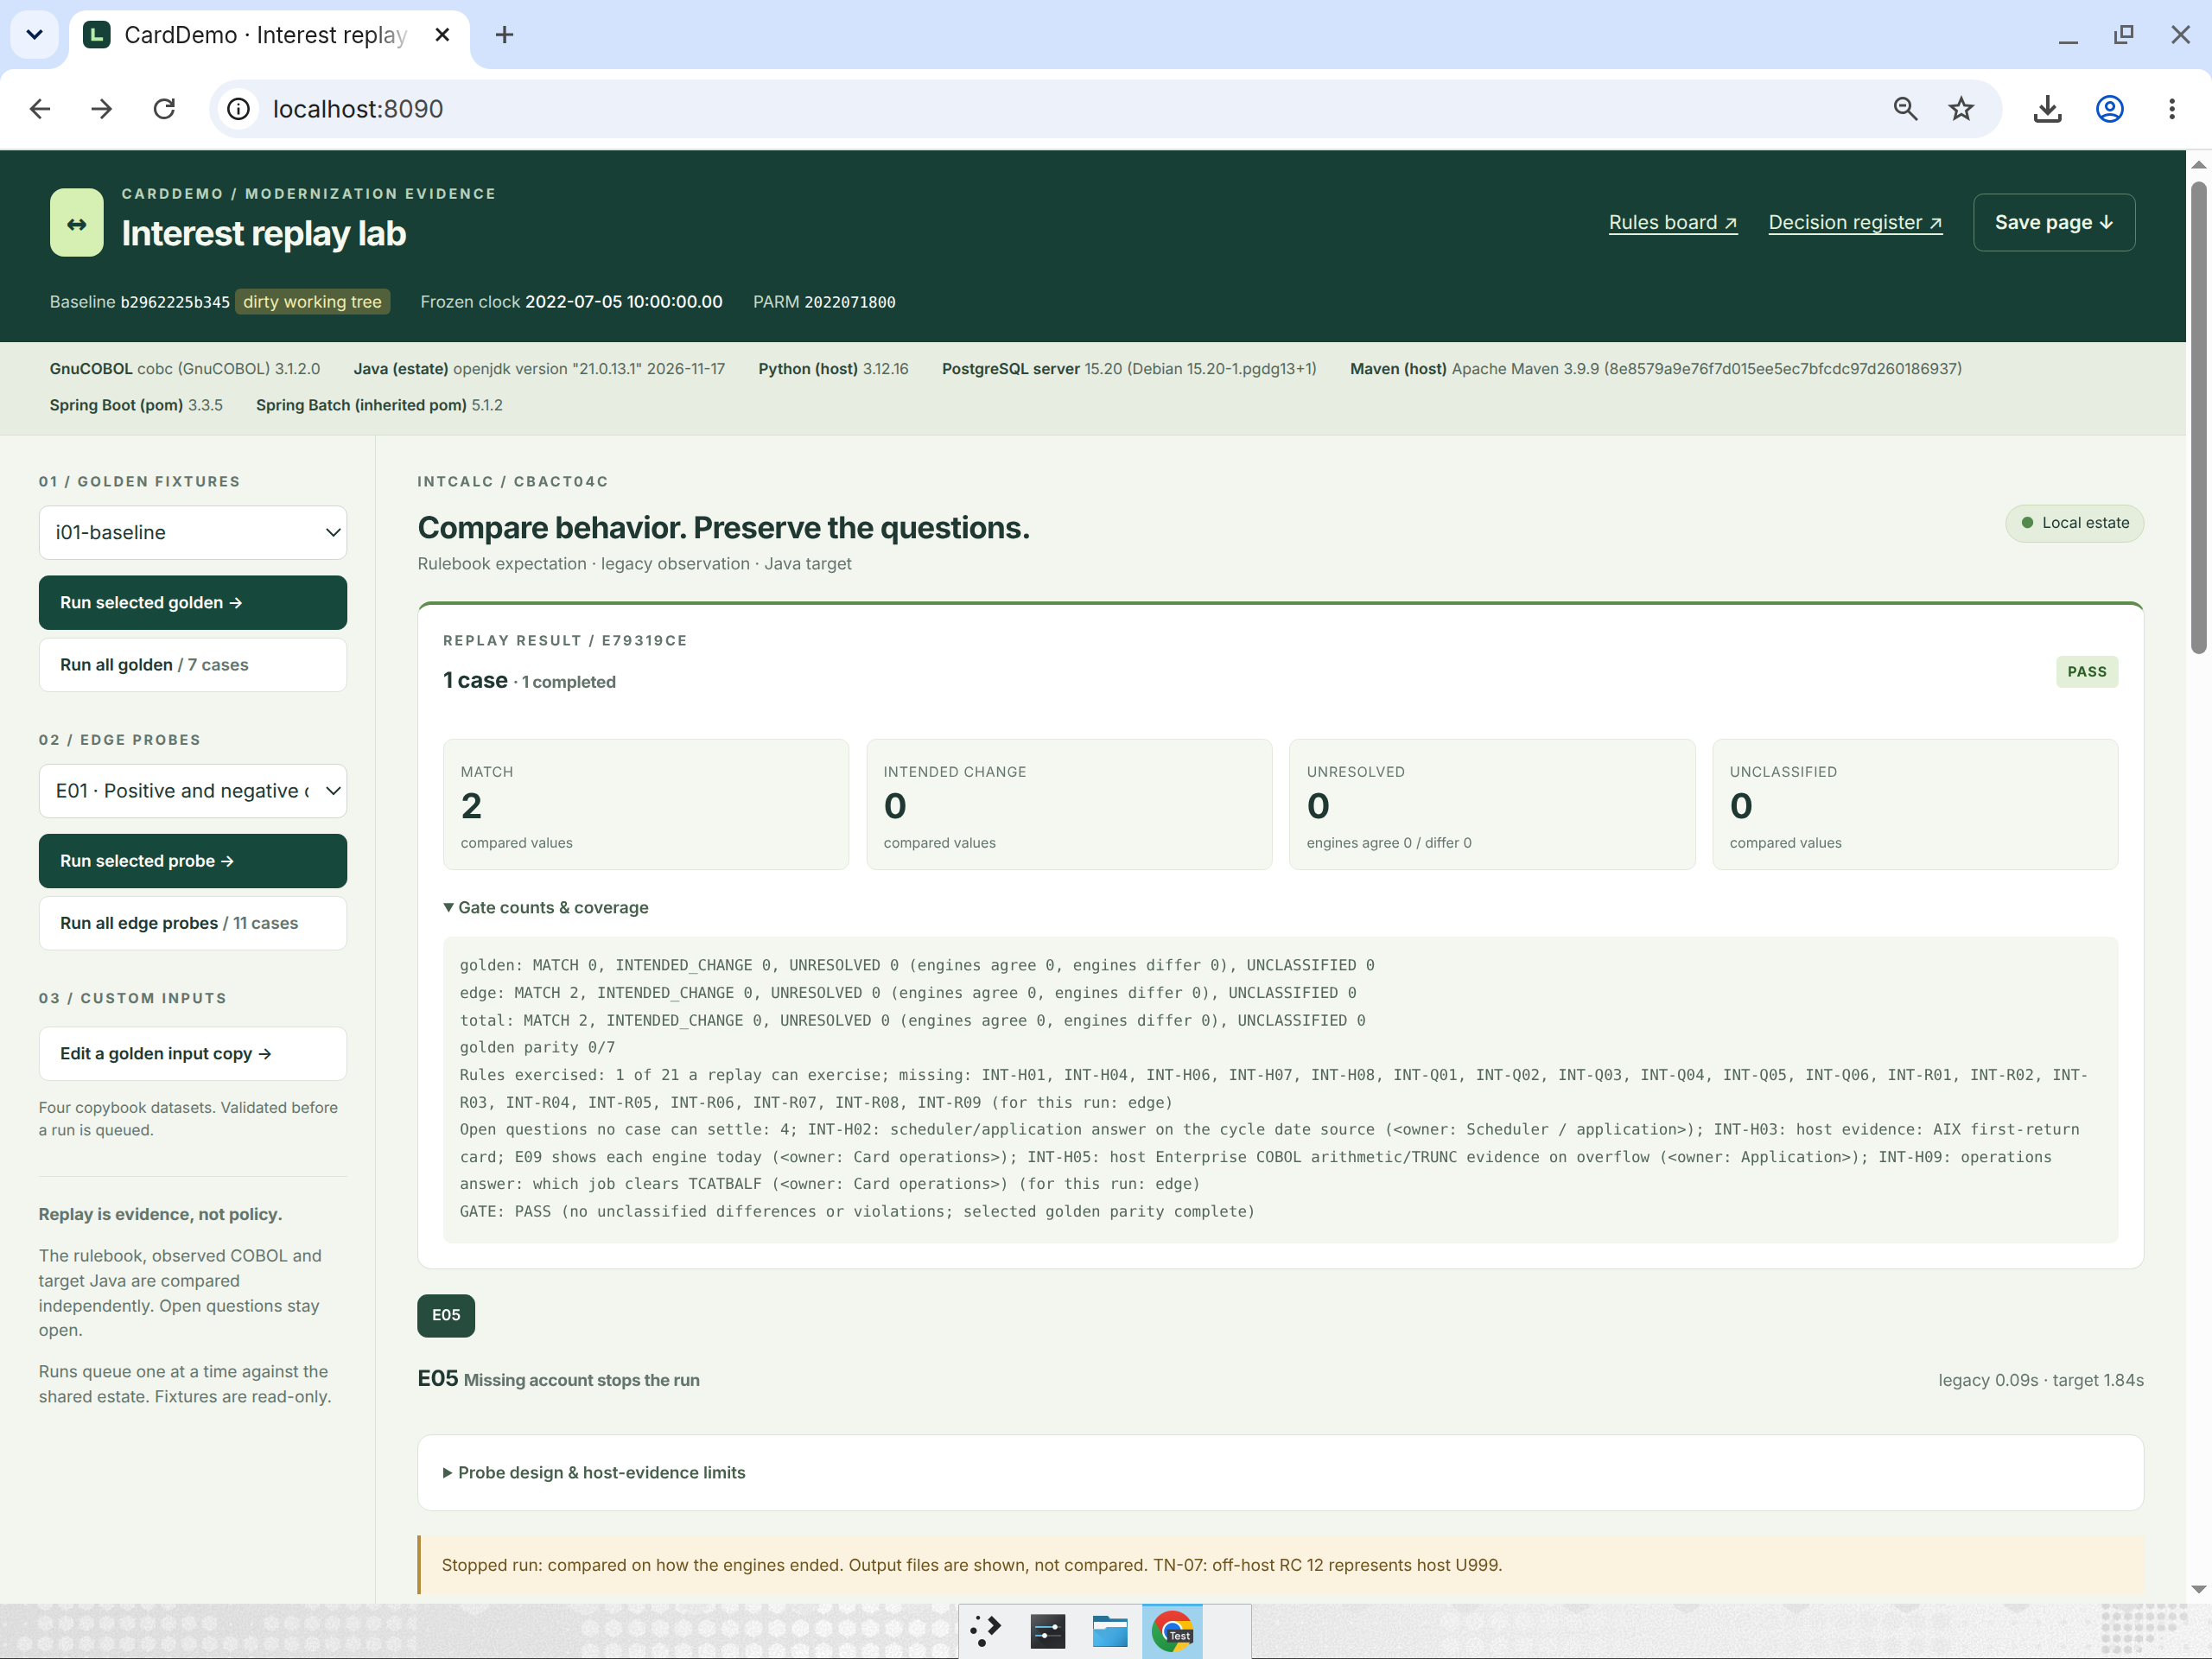 CardDemo · Interest replay
localhost:8090
CARDDEMO / MODERNIZATION EVIDENCE
Interest replay lab
Rules board ↗
Decision register ↗
Save page ↓
Baseline b2962225b345 dirty working tree Frozen clock 2022-07-05 10:00:00.00 PARM 2022071800
GnuCOBOL cobc (GnuCOBOL) 3.1.2.0 Java (estate) openjdk version "21.0.13.1" 2026-11-17 Python (host) 3.12.16 PostgreSQL server 15.20 (Debian 15.20-1.pgdg13+1) Maven (host) Apache Maven 3.9.9 (8e8579a9e76f7d015ee5ec7bfcdc97d260186937)
Spring Boot (pom) 3.3.5 Spring Batch (inherited pom) 5.1.2
01 / GOLDEN FIXTURES
i01-baseline
Run selected golden →
Run all golden / 7 cases
02 / EDGE PROBES
E01 · Positive and negative
Run selected probe →
Run all edge probes / 11 cases
03 / CUSTOM INPUTS
Edit a golden input copy →
Four copybook datasets. Validated before
a run is queued.
Replay is evidence, not policy.
The rulebook, observed COBOL and
target Java are compared
independently. Open questions stay
open.
Runs queue one at a time against the
shared estate. Fixtures are read-only.
INTCALC / CBACT04C
Compare behavior. Preserve the questions.
Rulebook expectation · legacy observation · Java target
Local estate
REPLAY RESULT / E79319CE
1 case · 1 completed
PASS
MATCH
2
compared values
INTENDED CHANGE
0
compared values
UNRESOLVED
0
engines agree 0 / differ 0
UNCLASSIFIED
0
compared values
▼ Gate counts & coverage
golden: MATCH 0, INTENDED_CHANGE 0, UNRESOLVED 0 (engines agree 0, engines differ 0), UNCLASSIFIED 0
edge: MATCH 2, INTENDED_CHANGE 0, UNRESOLVED 0 (engines agree 0, engines differ 0), UNCLASSIFIED 0
total: MATCH 2, INTENDED_CHANGE 0, UNRESOLVED 0 (engines agree 0, engines differ 0), UNCLASSIFIED 0
golden parity 0/7
Rules exercised: 1 of 21 a replay can exercise; missing: INT-H01, INT-H04, INT-H06, INT-H07, INT-H08, INT-Q01, INT-Q02, INT-Q03, INT-Q04, INT-Q05, INT-Q06, INT-R01, INT-R02, INT-
R03, INT-R04, INT-R05, INT-R06, INT-R07, INT-R08, INT-R09 (for this run: edge)
Open questions no case can settle: 4; INT-H02: scheduler/application answer on the cycle date source (<owner: Scheduler / application>); INT-H03: host evidence: AIX first-return
card; E09 shows each engine today (<owner: Card operations>); INT-H05: host Enterprise COBOL arithmetic/TRUNC evidence on overflow (<owner: Application>); INT-H09: operations
answer: which job clears TCATBALF (<owner: Card operations>) (for this run: edge)
GATE: PASS (no unclassified differences or violations; selected golden parity complete)
E05
E05 Missing account stops the run
legacy 0.09s · target 1.84s
▶ Probe design & host-evidence limits
Stopped run: compared on how the engines ended. Output files are shown, not compared. TN-07: off-host RC 12 represents host U999.
Test